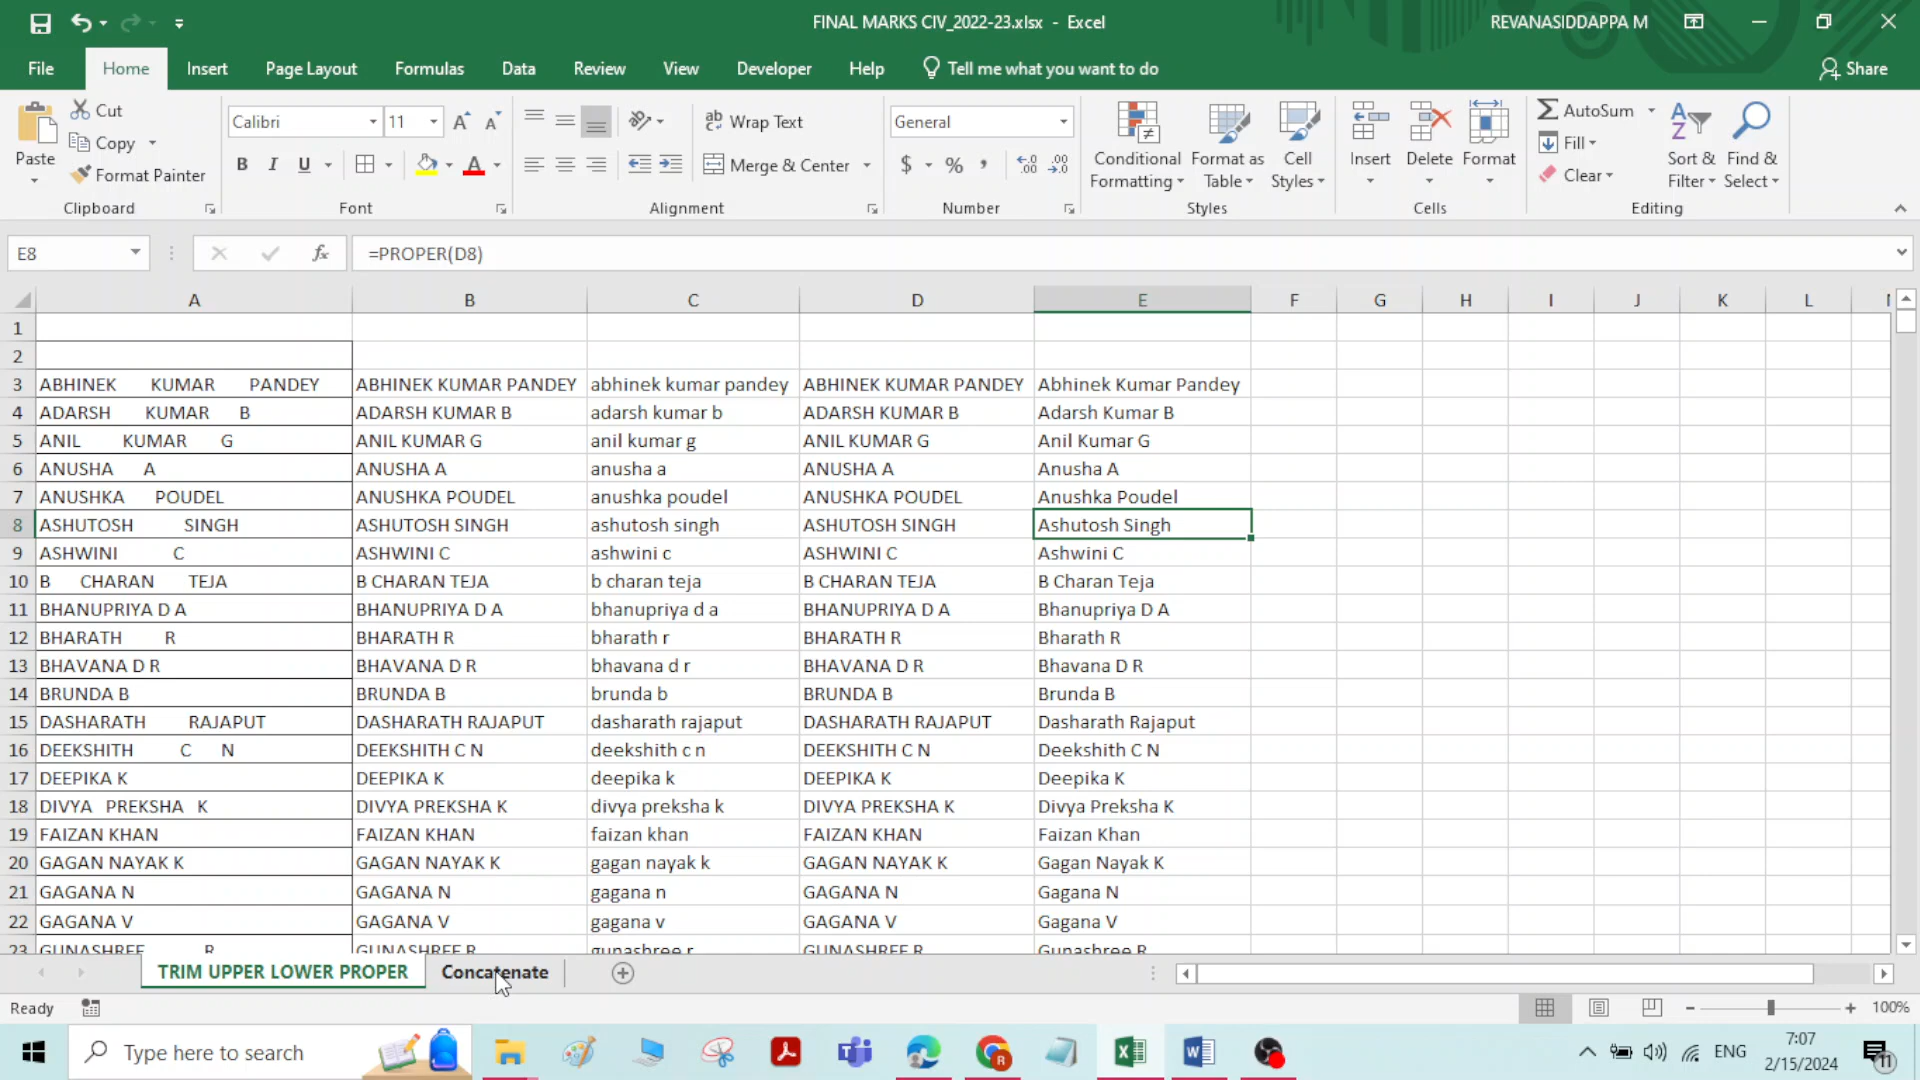 FINAL MARKS CIV_2022-23.xlsx - Excel
REVANASIDDAPPA M
File Home Insert Page Layout Formulas Data Review View Developer Help Tell me what you want to do Share
Cut
Copy
Format Painter
Paste
Clipboard
Calibri 11
B I U
Font
Wrap Text
Merge & Center
Alignment
General
$ % ,
Number
Conditional Formatting
Format as Table
Cell Styles
Styles
Insert Delete Format
Cells
AutoSum
Fill
Clear
Sort & Filter
Find & Select
Editing
E8 fx =PROPER(D8)
A B C D E F G H I J K L
1
2
3 ABHINEK KUMAR PANDEY ABHINEK KUMAR PANDEY abhinek kumar pandey ABHINEK KUMAR PANDEY Abhinek Kumar Pandey
4 ADARSH KUMAR B ADARSH KUMAR B adarsh kumar b ADARSH KUMAR B Adarsh Kumar B
5 ANIL KUMAR G ANIL KUMAR G anil kumar g ANIL KUMAR G Anil Kumar G
6 ANUSHA A ANUSHA A anusha a ANUSHA A Anusha A
7 ANUSHKA POUDEL ANUSHKA POUDEL anushka poudel ANUSHKA POUDEL Anushka Poudel
8 ASHUTOSH SINGH ASHUTOSH SINGH ashutosh singh ASHUTOSH SINGH Ashutosh Singh
9 ASHWINI C ASHWINI C ashwini c ASHWINI C Ashwini C
10 B CHARAN TEJA B CHARAN TEJA b charan teja B CHARAN TEJA B Charan Teja
11 BHANUPRIYA D A BHANUPRIYA D A bhanupriya d a BHANUPRIYA D A Bhanupriya D A
12 BHARATH R BHARATH R bharath r BHARATH R Bharath R
13 BHAVANA D R BHAVANA D R bhavana d r BHAVANA D R Bhavana D R
14 BRUNDA B BRUNDA B brunda b BRUNDA B Brunda B
15 DASHARATH RAJAPUT DASHARATH RAJAPUT dasharath rajaput DASHARATH RAJAPUT Dasharath Rajaput
16 DEEKSHITH C N DEEKSHITH C N deekshith c n DEEKSHITH C N Deekshith C N
17 DEEPIKA K DEEPIKA K deepika k DEEPIKA K Deepika K
18 DIVYA PREKSHA K DIVYA PREKSHA K divya preksha k DIVYA PREKSHA K Divya Preksha K
19 FAIZAN KHAN FAIZAN KHAN faizan khan FAIZAN KHAN Faizan Khan
20 GAGAN NAYAK K GAGAN NAYAK K gagan nayak k GAGAN NAYAK K Gagan Nayak K
21 GAGANA N GAGANA N gagana n GAGANA N Gagana N
22 GAGANA V GAGANA V gagana v GAGANA V Gagana V
23 GUNASHREE R GUNASHREE R gunashree r GUNASHREE R Gunashree R
TRIM UPPER LOWER PROPER Concatenate
Ready 100%
Type here to search
ENG
7:07
2/15/2024
11